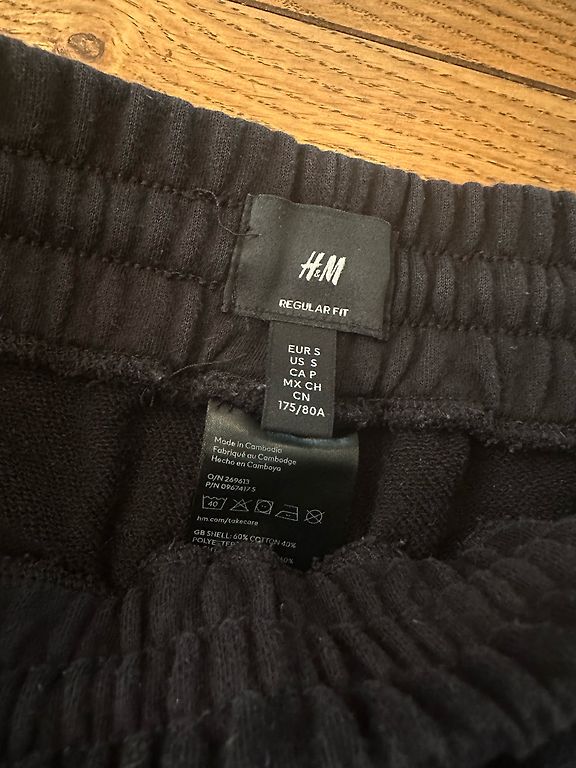 H&M
REGULAR FIT
EUR S
US S
CA P
MX CH
CN
175/80A
Made in Cambodia
Fabriqué au Cambodge
Hecho en Camboya
O/N 269613
P/N 0967417 5
40
hm.com/takecare
GB SHELL: 60% COTTON 40%